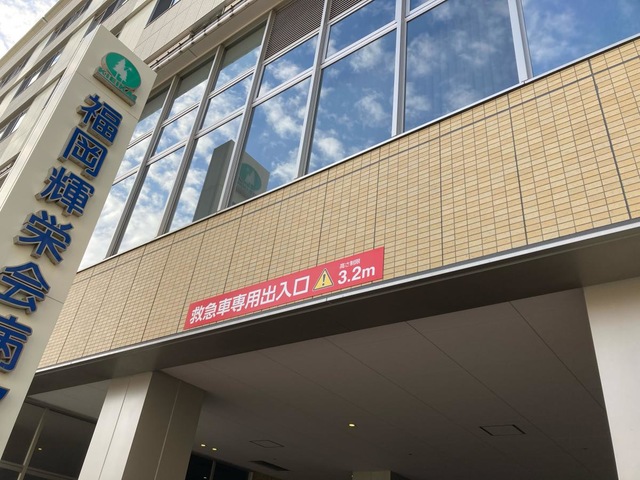 福岡輝栄会病
救急車専用出入口
高さ制限
3.2m